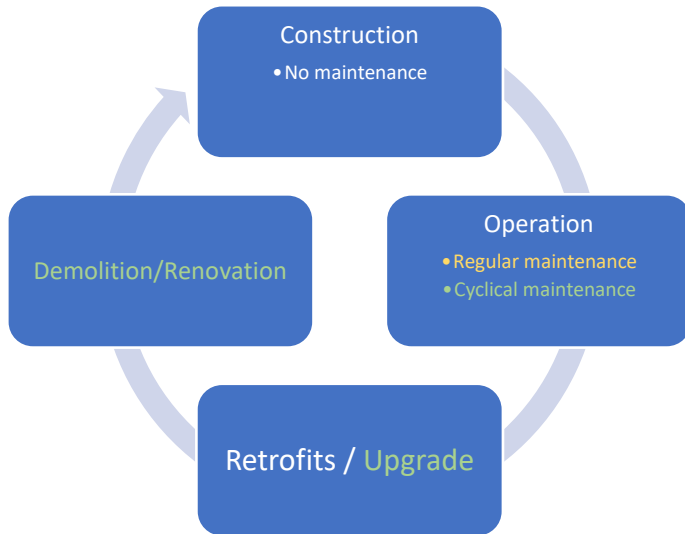 Construction
•No maintenance
Operation
•Regular maintenance
•Cyclical maintenance
Retrofits / Upgrade
Demolition/Renovation